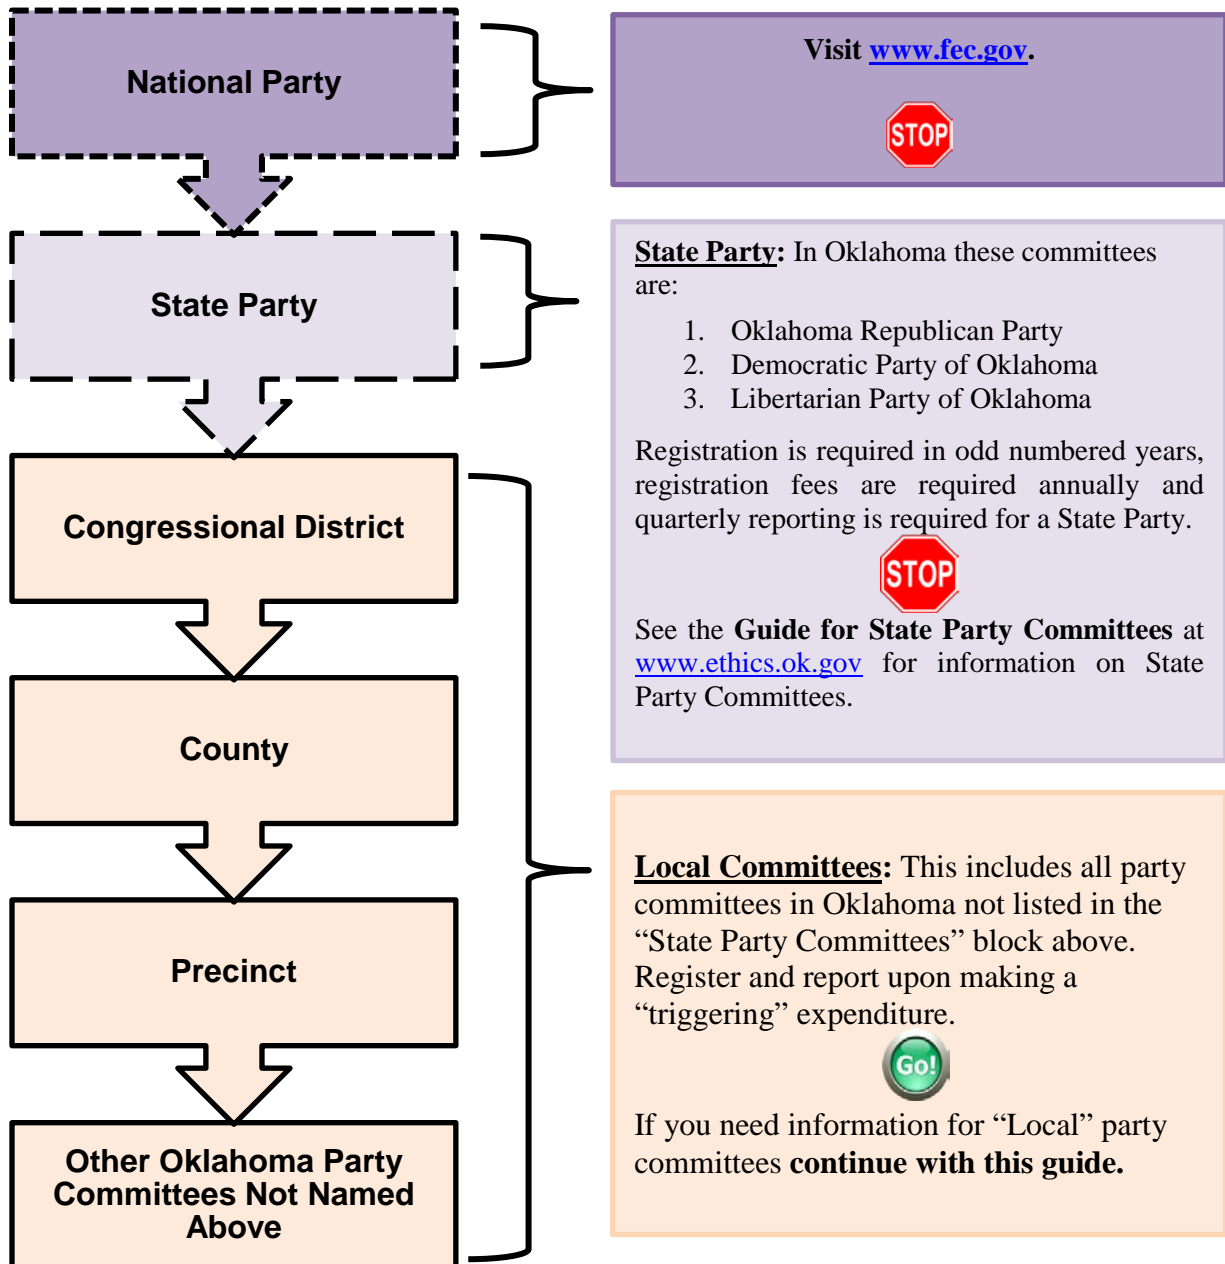 National Party
Visit www.fec.gov.
STOP
State Party
State Party: In Oklahoma these committees
are:
1. Oklahoma Republican Party
2. Democratic Party of Oklahoma
3. Libertarian Party of Oklahoma
Registration is required in odd numbered years,
registration fees are required annually and
quarterly reporting is required for a State Party.
STOP
See the Guide for State Party Committees at
www.ethics.ok.gov for information on State
Party Committees.
Congressional District
County
Precinct
Other Oklahoma Party
Committees Not Named
Above
Local Committees: This includes all party
committees in Oklahoma not listed in the
“State Party Committees” block above.
Register and report upon making a
“triggering” expenditure.
Go!
If you need information for “Local” party
committees continue with this guide.